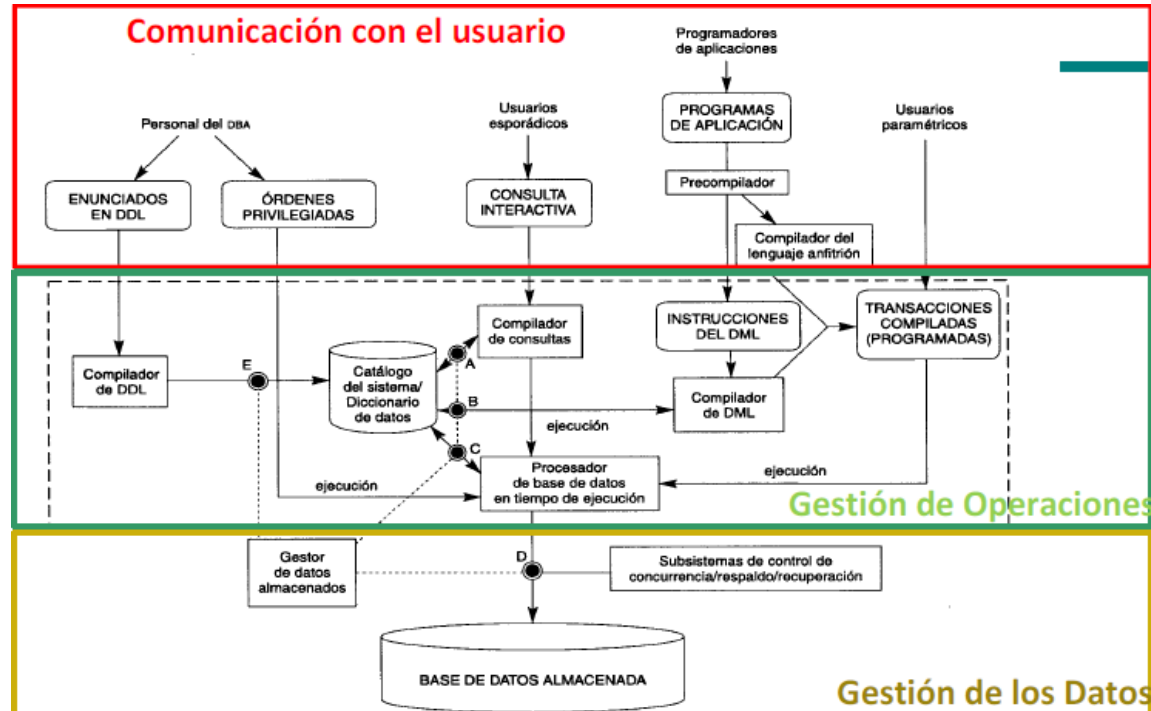 Comunicación con el usuario
Programadores
de aplicaciones
Personal del DBA
Usuarios
esporádicos
PROGRAMAS
DE APLICACIÓN
Usuarios
paramétricos
ENUNCIADOS
EN DDL
ÓRDENES
PRIVILEGIADAS
CONSULTA
INTERACTIVA
Precompilador
Compilador del
lenguaje anfitrión
Compilador
de DDL
E
Catálogo
del sistema/
Diccionario
de datos
A
B
C
Compilador
de consultas
INSTRUCCIONES
DEL DML
TRANSACCIONES
COMPILADAS
(PROGRAMADAS)
Compilador
de DML
ejecución
ejecución
Procesador
de base de datos
en tiempo de ejecución
ejecución
Gestión de Operaciones
Gestor
de datos
almacenados
D
Subsistemas de control de
concurrencia/respaldo/recuperación
BASE DE DATOS ALMACENADA
Gestión de los Datos